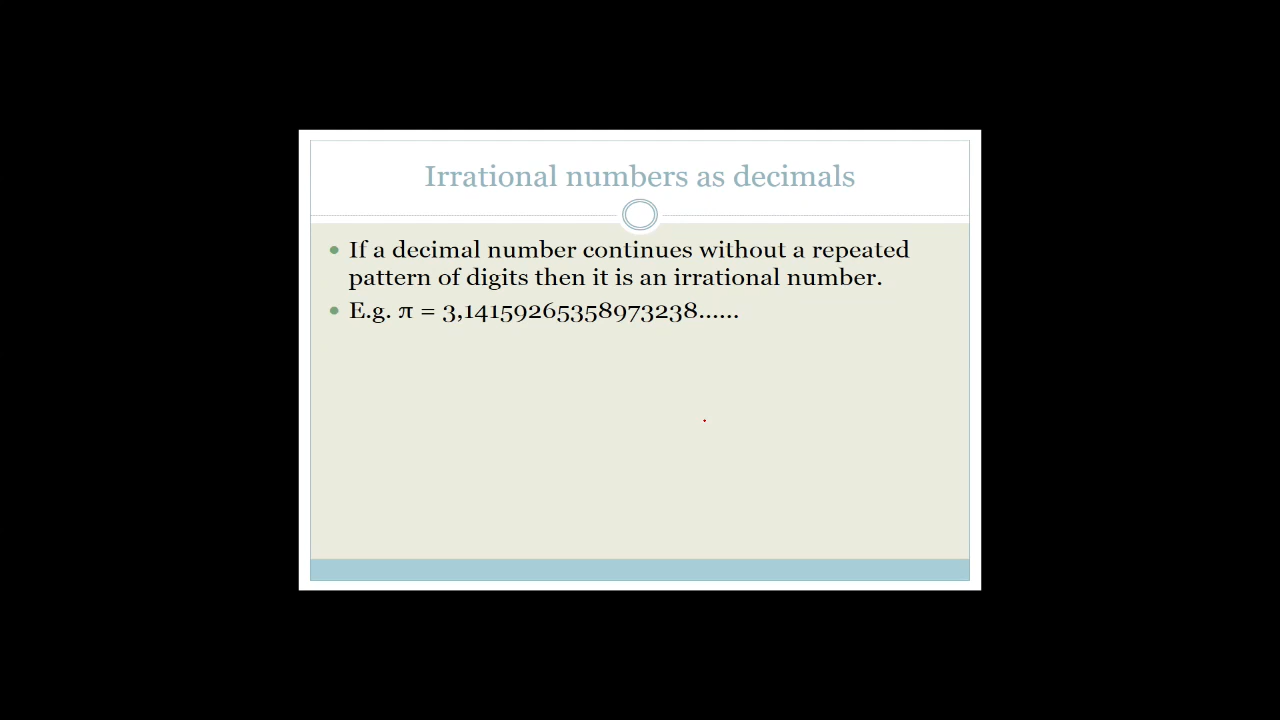 Irrational numbers as decimals
• If a decimal number continues without a repeated
pattern of digits then it is an irrational number.
• E.g. π = 3,14159265358973238......